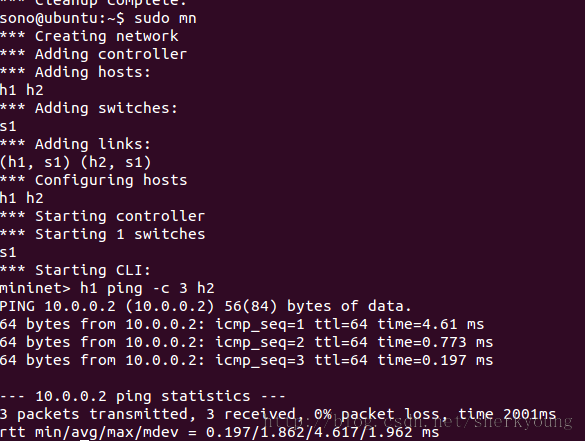 *** Cleanup complete.
sono@ubuntu:~$ sudo mn
*** Creating network
*** Adding controller
*** Adding hosts:
h1 h2
*** Adding switches:
s1
*** Adding links:
(h1, s1) (h2, s1)
*** Configuring hosts
h1 h2
*** Starting controller
*** Starting 1 switches
s1
*** Starting CLI:
mininet> h1 ping -c 3 h2
PING 10.0.0.2 (10.0.0.2) 56(84) bytes of data.
64 bytes from 10.0.0.2: icmp_seq=1 ttl=64 time=4.61 ms
64 bytes from 10.0.0.2: icmp_seq=2 ttl=64 time=0.773 ms
64 bytes from 10.0.0.2: icmp_seq=3 ttl=64 time=0.197 ms
--- 10.0.0.2 ping statistics ---
3 packets transmitted, 3 received, 0% packet loss, time 2001ms
rtt min/avg/max/mdev = 0.197/1.862/4.617/1.962 ms
http://blog.csdn.net/sherkyoung